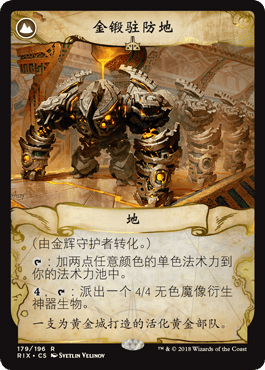 金锻驻防地
地
（由金辉守护者转化。）
：加两点任意颜色的单色法术力到
你的法术力池中。
4，：派出一个 4/4 无色魔像衍生
神器生物。
一支为黄金城打造的活化黄金部队。
179/196 R
RIX • CS SVETLIN VELINOV
™ & © 2018 Wizards of the Coast